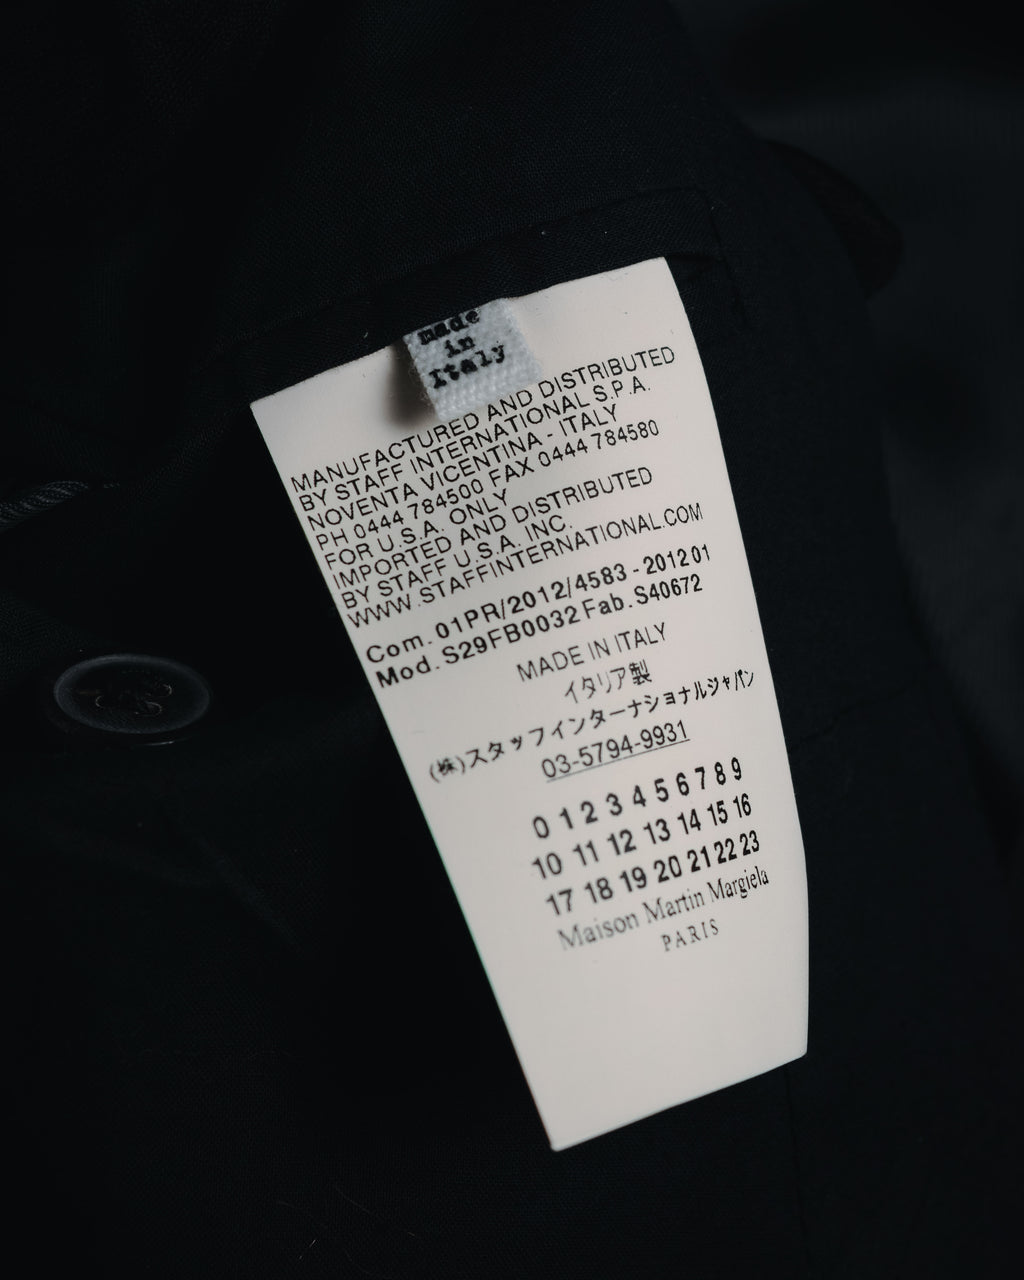 made
in
Italy
MANUFACTURED AND DISTRIBUTED
BY STAFF INTERNATIONAL S.P.A.
NOVENTA VICENTINA - ITALY
PH 0444 784500 FAX 0444 784580
FOR U.S.A. ONLY
IMPORTED AND DISTRIBUTED
BY STAFF U.S.A. INC.
WWW.STAFFINTERNATIONAL.COM
Com. 01PR/2012/4583 - 2012 01
Mod. S29FB0032 Fab. S40672
MADE IN ITALY
イタリア製
(株)スタッフインターナショナルジャパン
03-5794-9931
0 1 2 3 4 5 6 7 8 9
10 11 12 13 14 15 16
17 18 19 20 21 22 23
Maison Martin Margiela
PARIS